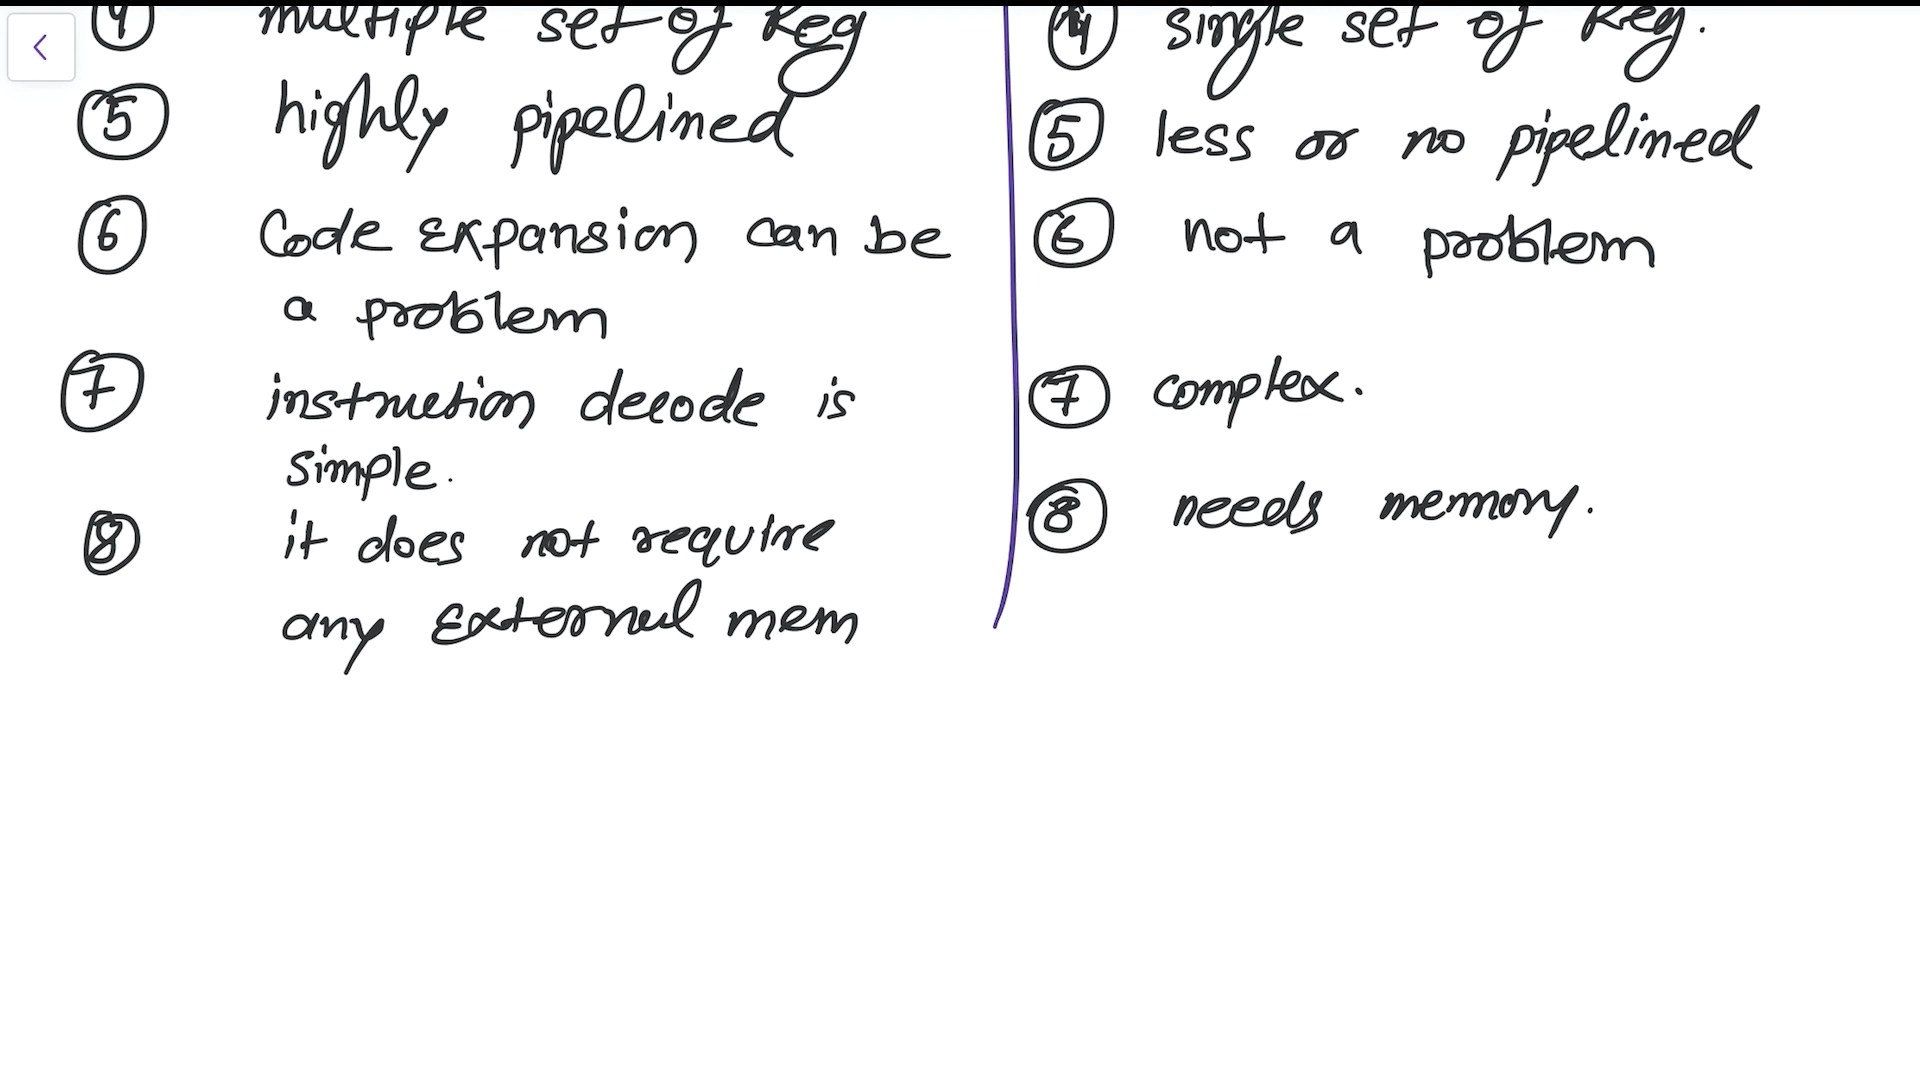 ④ multiple set of Reg
⑤ highly pipelined
⑥ Code Expansion can be
a problem
⑦ instruction decode is
simple.
⑧ it does not require
any External mem
④ single set of Reg.
⑤ less or no pipelined
⑥ not a problem
⑦ complex.
⑧ needs memory.